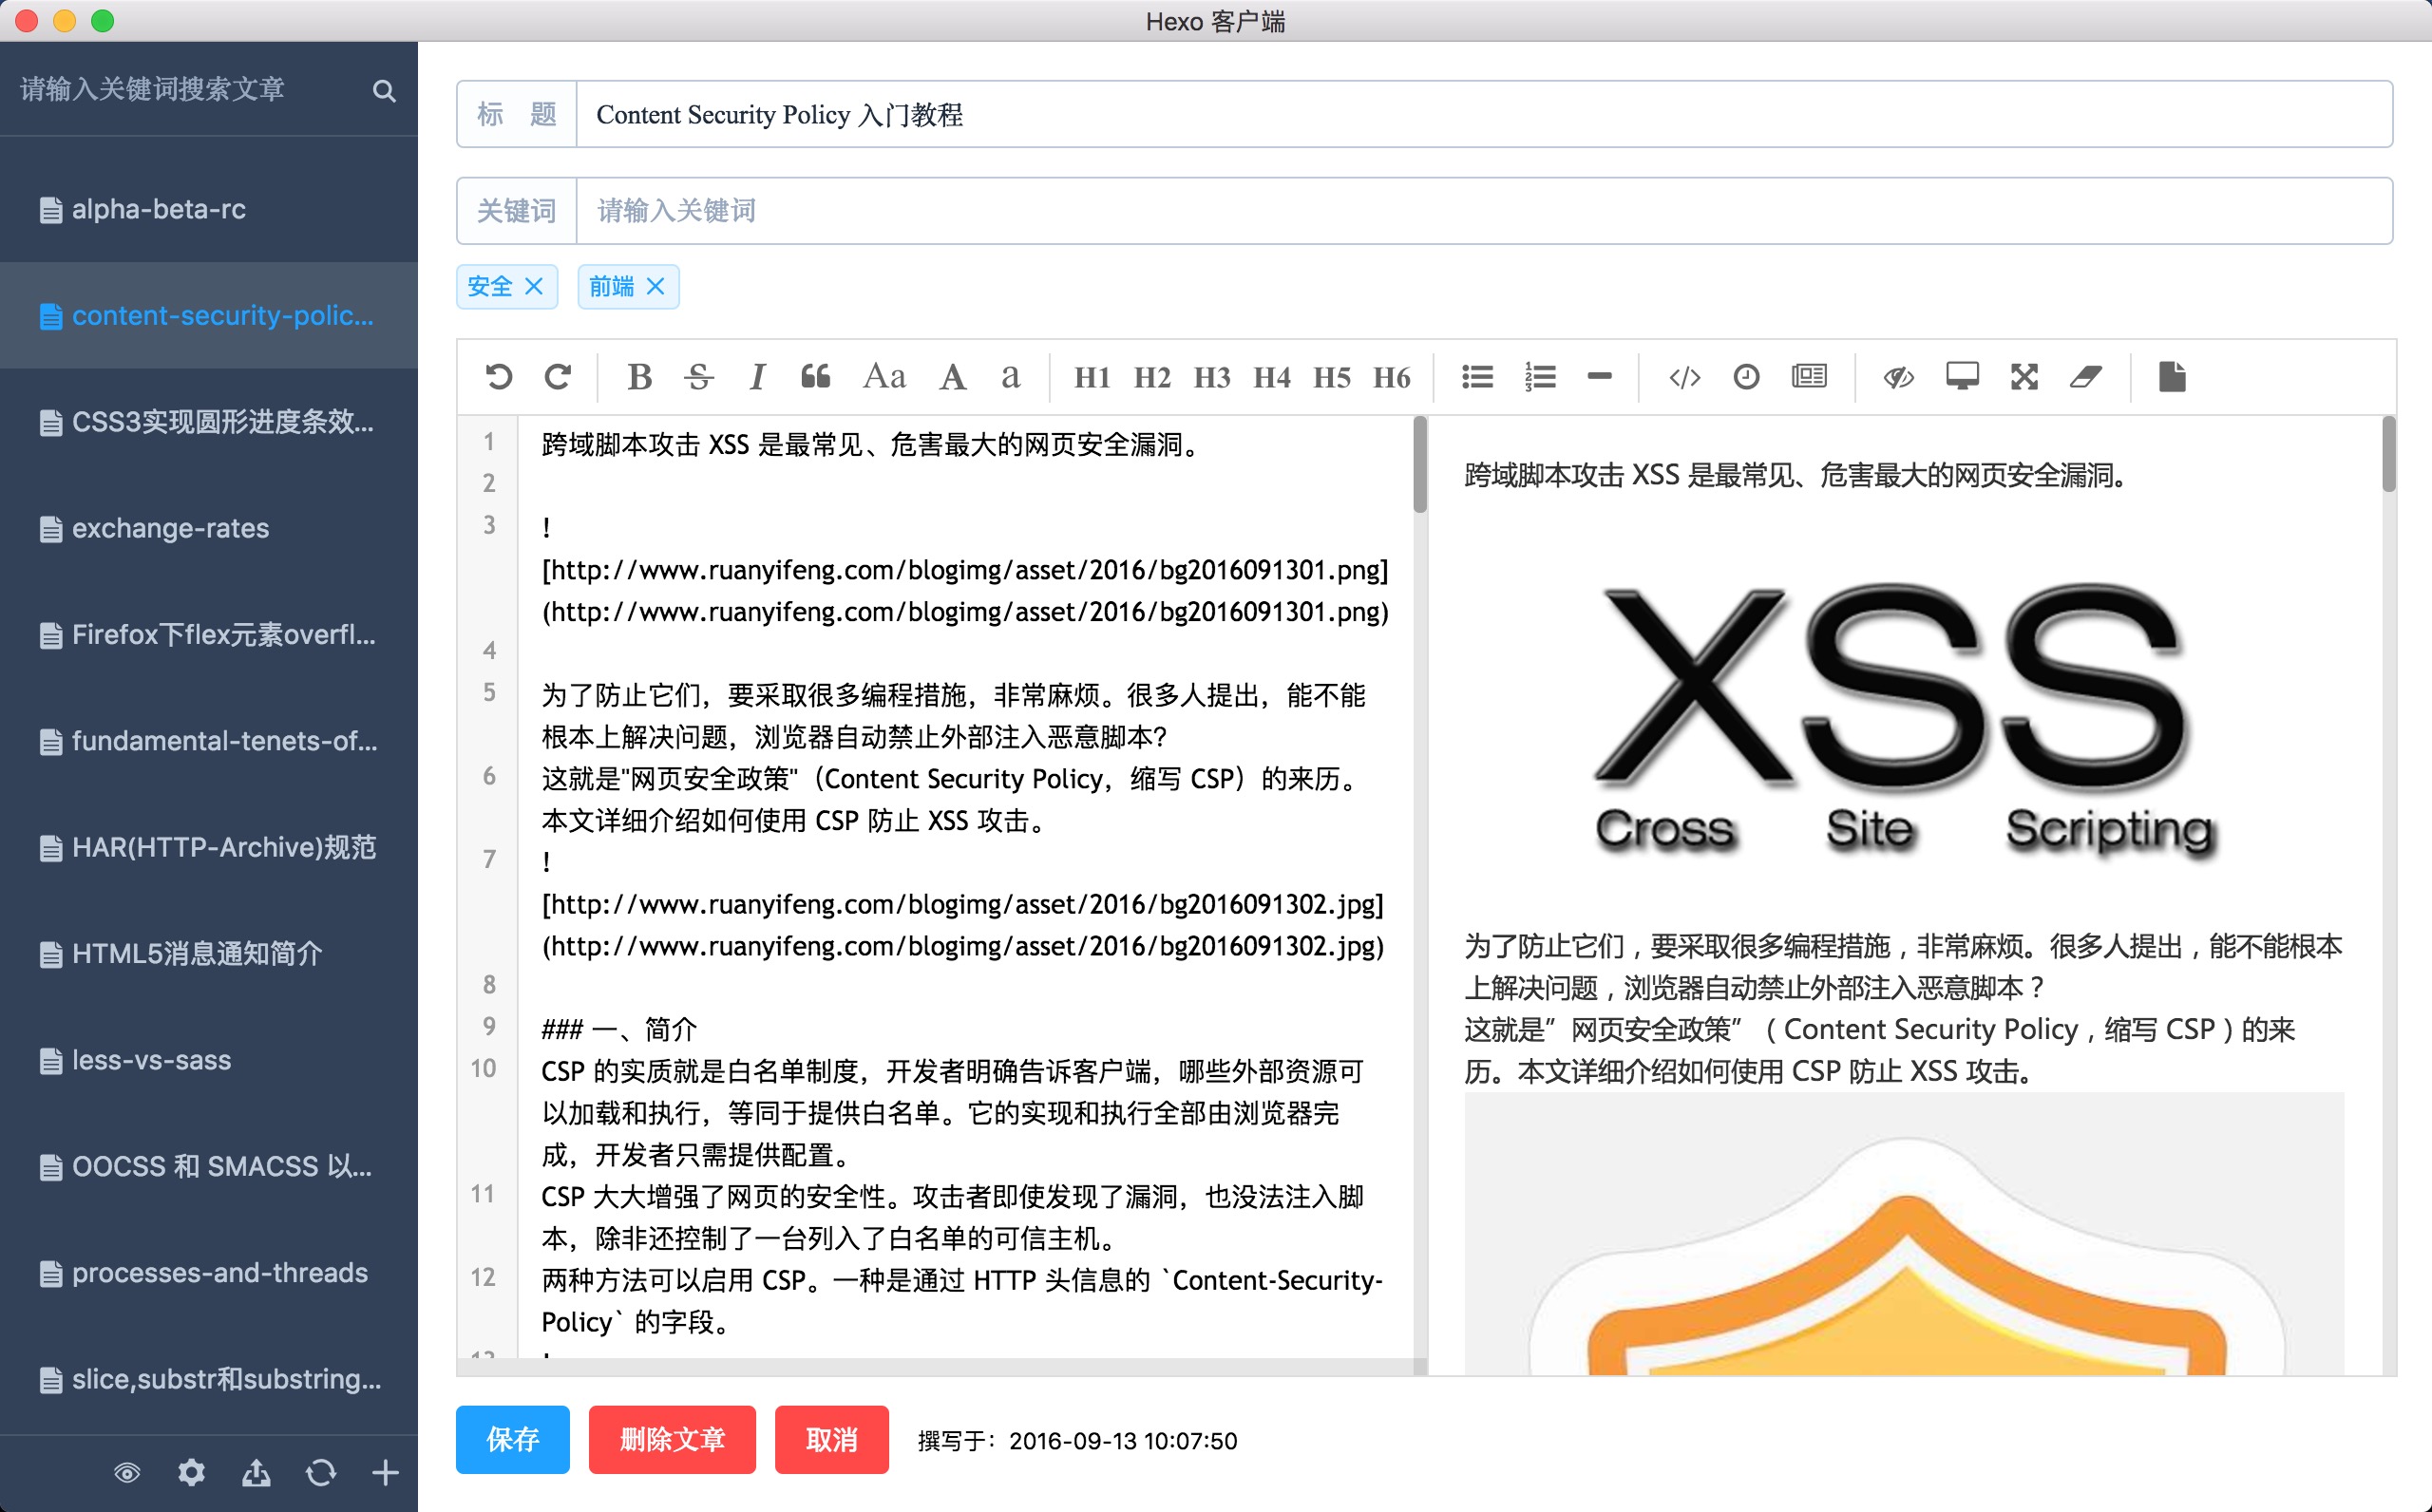 Hexo 客户端
请输入关键词搜索文章
alpha-beta-rc
content-security-polic...
CSS3实现圆形进度条效...
exchange-rates
Firefox下flex元素overfl...
fundamental-tenets-of...
HAR(HTTP-Archive)规范
HTML5消息通知简介
less-vs-sass
OOCSS 和 SMACSS 以...
processes-and-threads
slice,substr和substring...
标 题 Content Security Policy 入门教程
关键词 请输入关键词
安全 前端
B S I Aa A a H1 H2 H3 H4 H5 H6
1 跨域脚本攻击 XSS 是最常见、危害最大的网页安全漏洞。
2
3 !
[http://www.ruanyifeng.com/blogimg/asset/2016/bg2016091301.png]
(http://www.ruanyifeng.com/blogimg/asset/2016/bg2016091301.png)
4
5 为了防止它们，要采取很多编程措施，非常麻烦。很多人提出，能不能
根本上解决问题，浏览器自动禁止外部注入恶意脚本？
6 这就是"网页安全政策"（Content Security Policy，缩写 CSP）的来历。
本文详细介绍如何使用 CSP 防止 XSS 攻击。
7 !
[http://www.ruanyifeng.com/blogimg/asset/2016/bg2016091302.jpg]
(http://www.ruanyifeng.com/blogimg/asset/2016/bg2016091302.jpg)
8
9 ### 一、简介
10 CSP 的实质就是白名单制度，开发者明确告诉客户端，哪些外部资源可
以加载和执行，等同于提供白名单。它的实现和执行全部由浏览器完
成，开发者只需提供配置。
11 CSP 大大增强了网页的安全性。攻击者即使发现了漏洞，也没法注入脚
本，除非还控制了一台列入了白名单的可信主机。
12 两种方法可以启用 CSP。一种是通过 HTTP 头信息的 `Content-Security-
Policy` 的字段。
跨域脚本攻击 XSS 是最常见、危害最大的网页安全漏洞。
XSS
Cross Site Scripting
为了防止它们，要采取很多编程措施，非常麻烦。很多人提出，能不能根本
上解决问题，浏览器自动禁止外部注入恶意脚本？
这就是”网页安全政策”（Content Security Policy，缩写 CSP）的来
历。本文详细介绍如何使用 CSP 防止 XSS 攻击。
保存 删除文章 取消 撰写于：2016-09-13 10:07:50